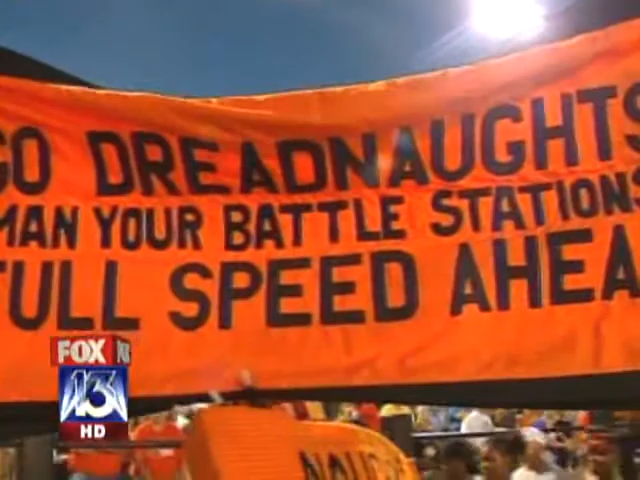 GO DREADNAUGHTS
MAN YOUR BATTLE STATIONS
FULL SPEED AHEA
FOX
13
HD